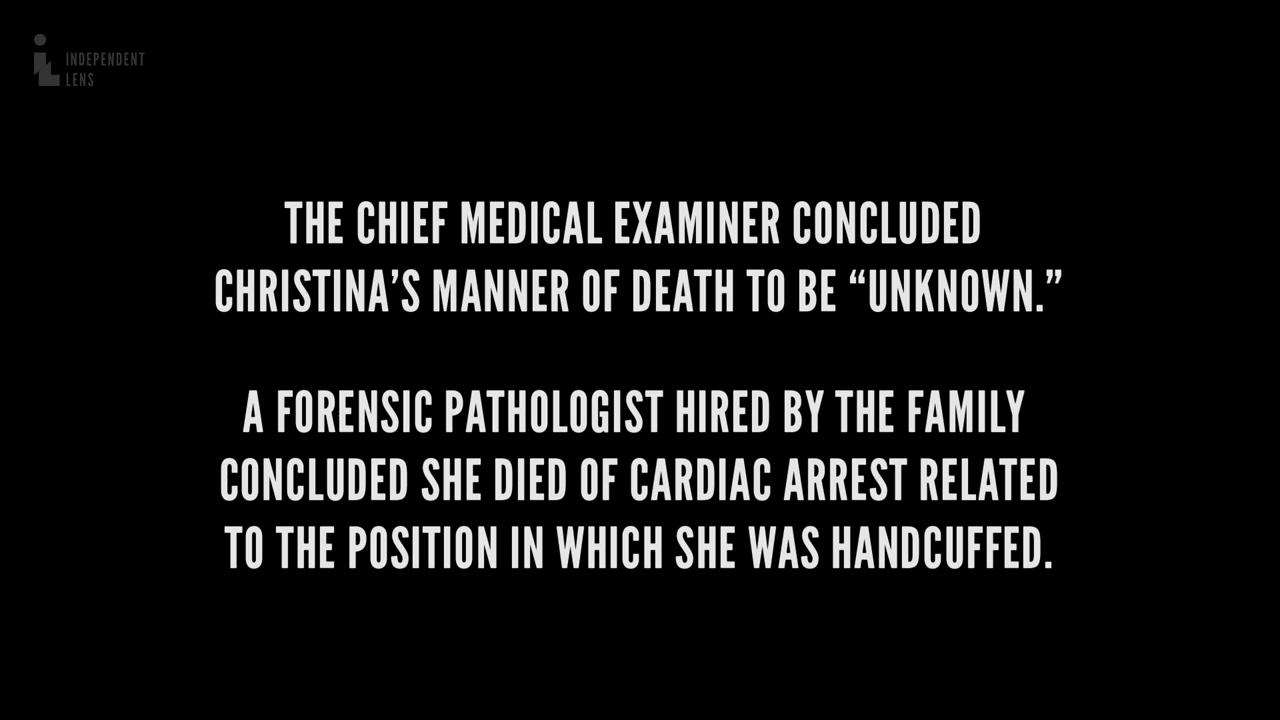 INDEPENDENT
LENS
THE CHIEF MEDICAL EXAMINER CONCLUDED
CHRISTINA’S MANNER OF DEATH TO BE “UNKNOWN.”
A FORENSIC PATHOLOGIST HIRED BY THE FAMILY
CONCLUDED SHE DIED OF CARDIAC ARREST RELATED
TO THE POSITION IN WHICH SHE WAS HANDCUFFED.